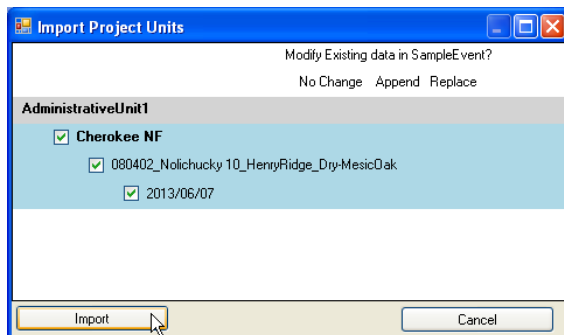 Import Project Units
Modify Existing data in SampleEvent?
No Change Append Replace
AdministrativeUnit1
Cherokee NF
080402_Nolichucky 10_HenryRidge_Dry-MesicOak
2013/06/07
Import Cancel